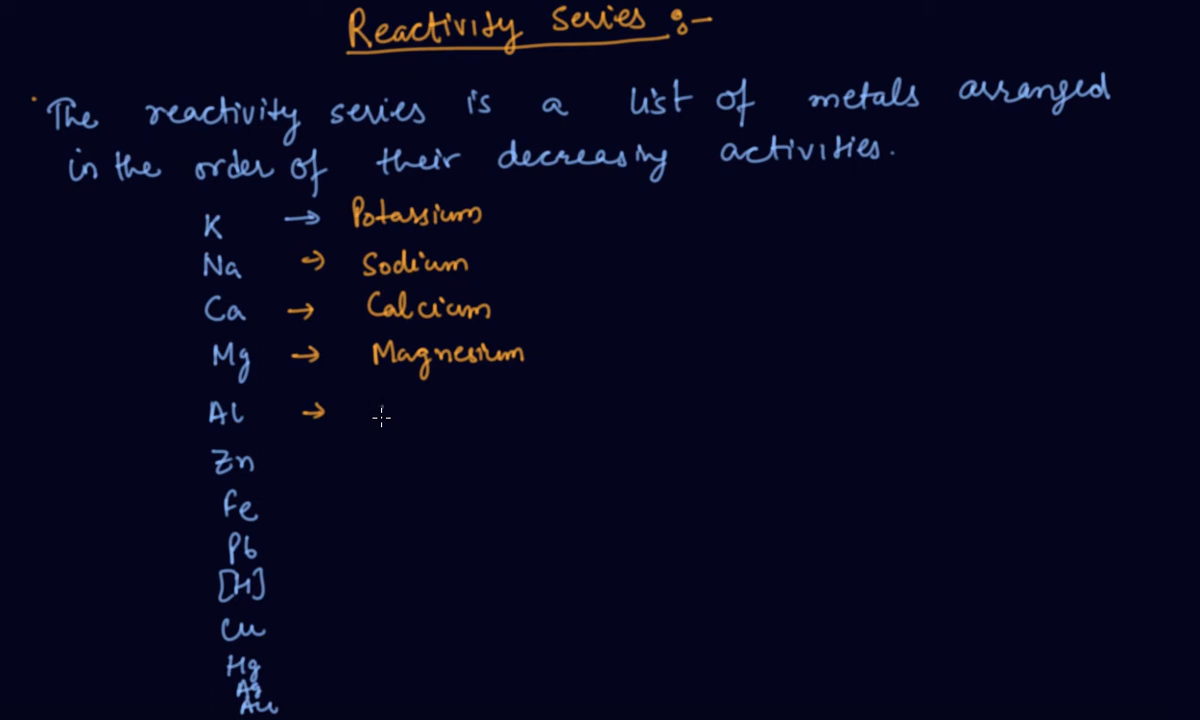 Reactivity Series :-
The reactivity series is a list of metals arranged
in the order of their decreasing activities.
K → Potassium
Na → Sodium
Ca → Calcium
Mg → Magnesium
Al →
Zn
Fe
Pb
[H]
Cu
Hg
Ag
Au